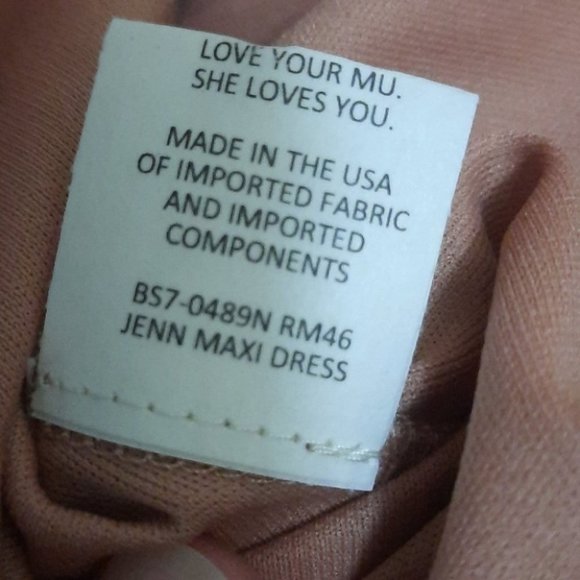 LOVE YOUR MU.
SHE LOVES YOU.
MADE IN THE USA
OF IMPORTED FABRIC
AND IMPORTED
COMPONENTS
BS7-0489N RM46
JENN MAXI DRESS